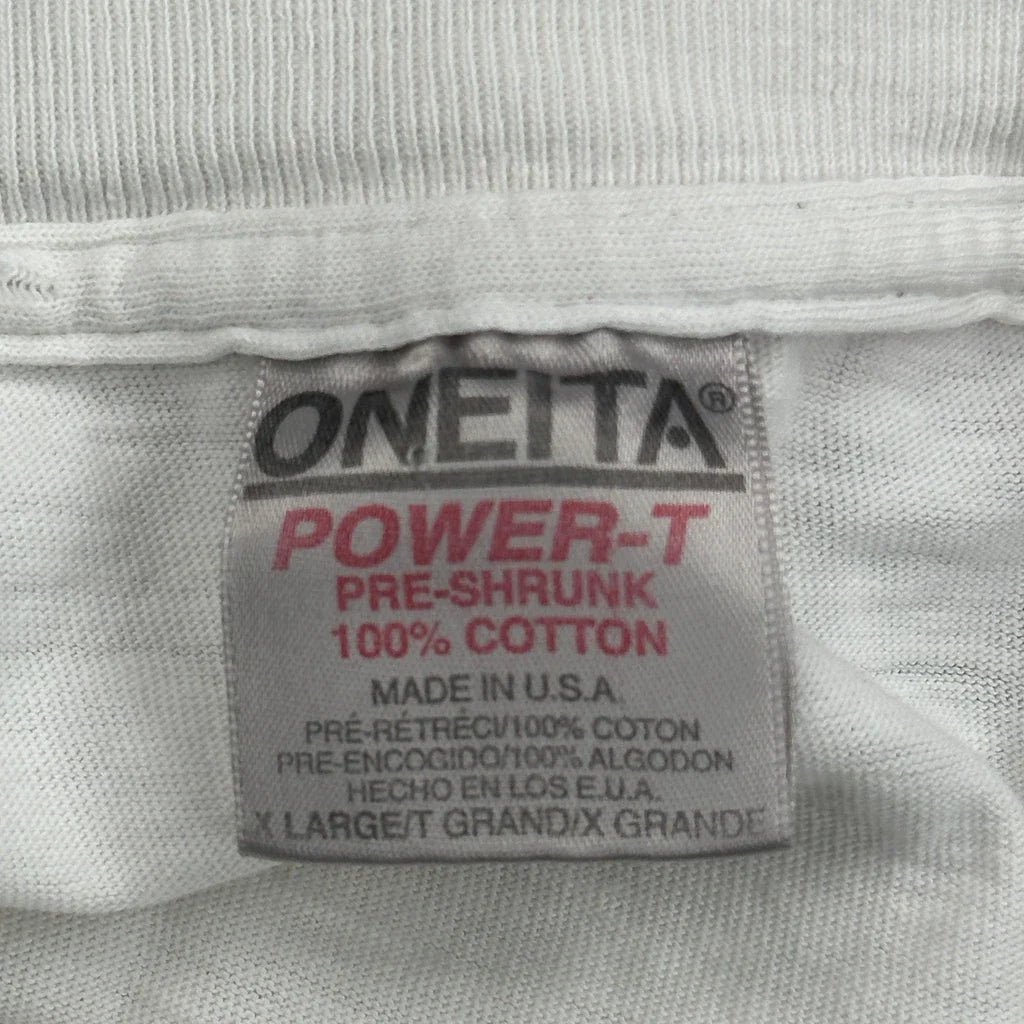 ONEITA®
POWER-T
PRE-SHRUNK
100% COTTON
MADE IN U.S.A.
PRÉ-RÉTRÉCI/100% COTON
PRE-ENCOGIDO/100% ALGODON
HECHO EN LOS E.U.A.
X LARGE/T GRAND/X GRANDE